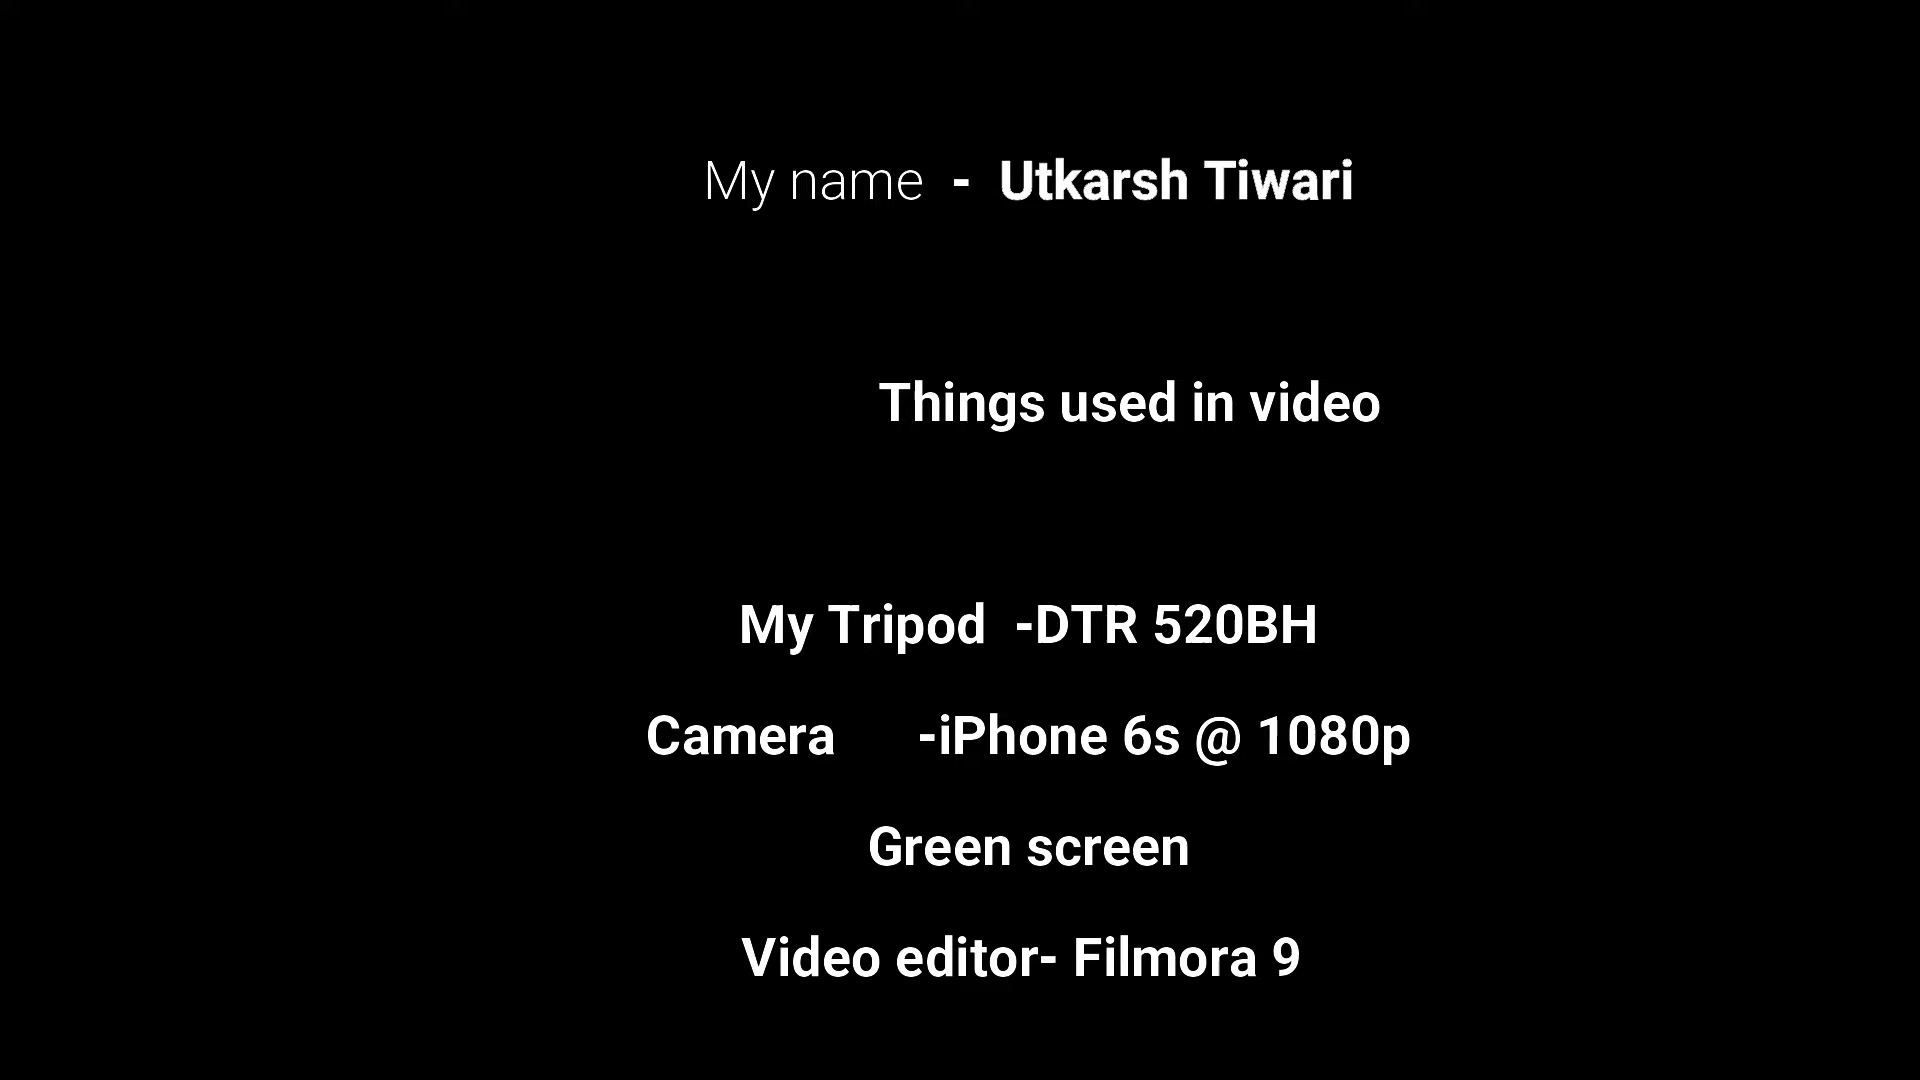 My name - Utkarsh Tiwari
Things used in video
My Tripod -DTR 520BH
Camera -iPhone 6s @ 1080p
Green screen
Video editor- Filmora 9